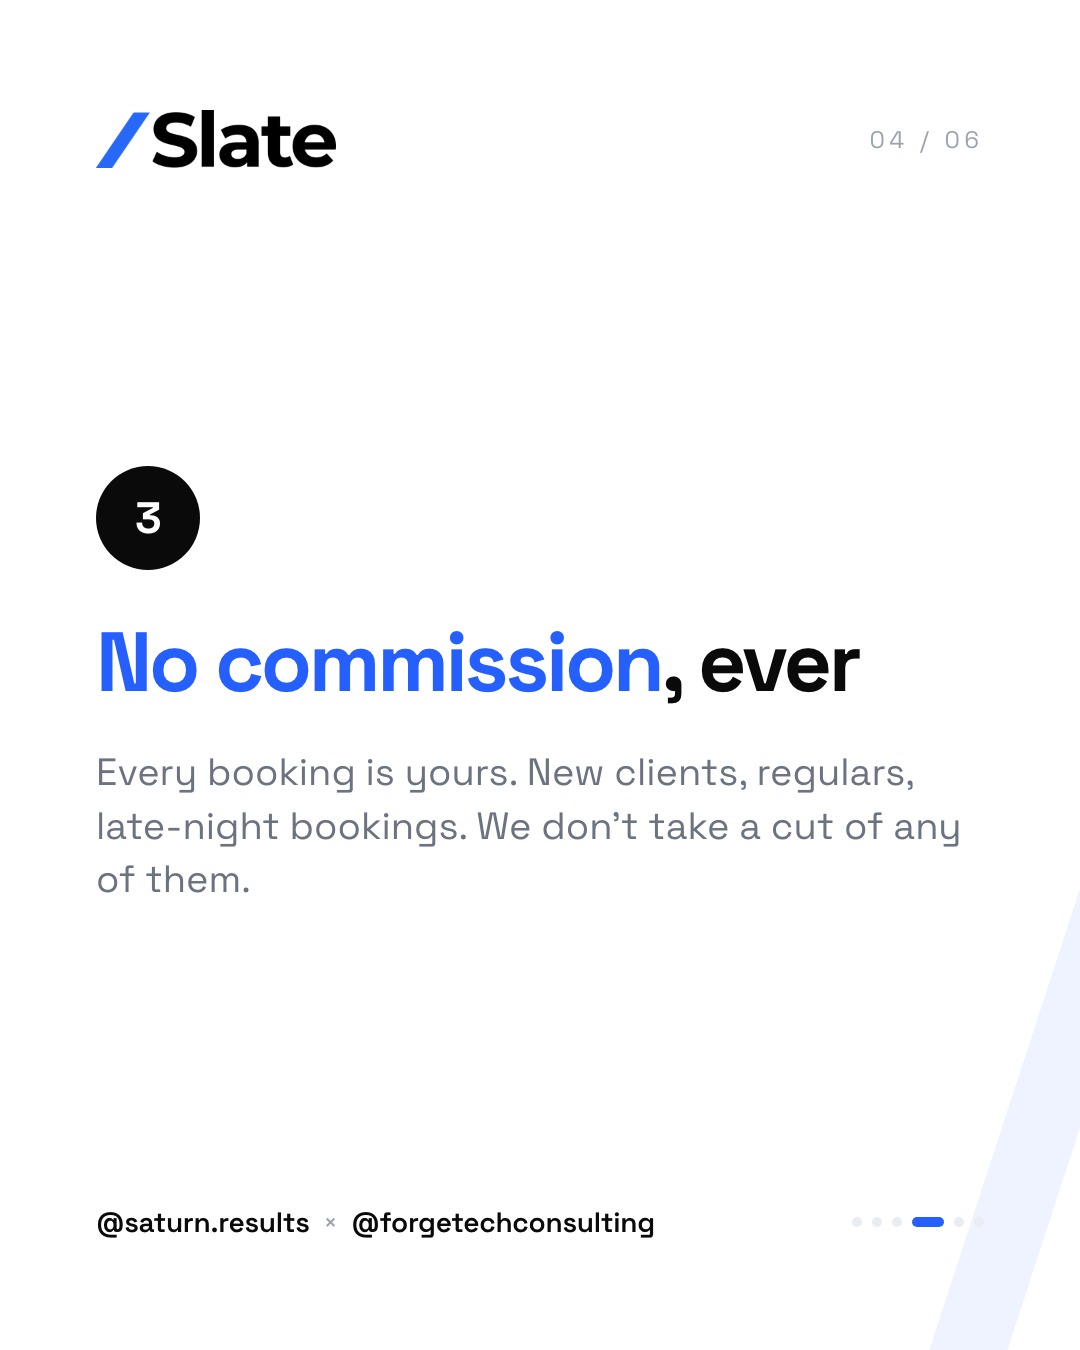 Slate
04 / 06
3
No commission, ever
Every booking is yours. New clients, regulars,
late-night bookings. We don’t take a cut of any
of them.
@saturn.results × @forgetechconsulting